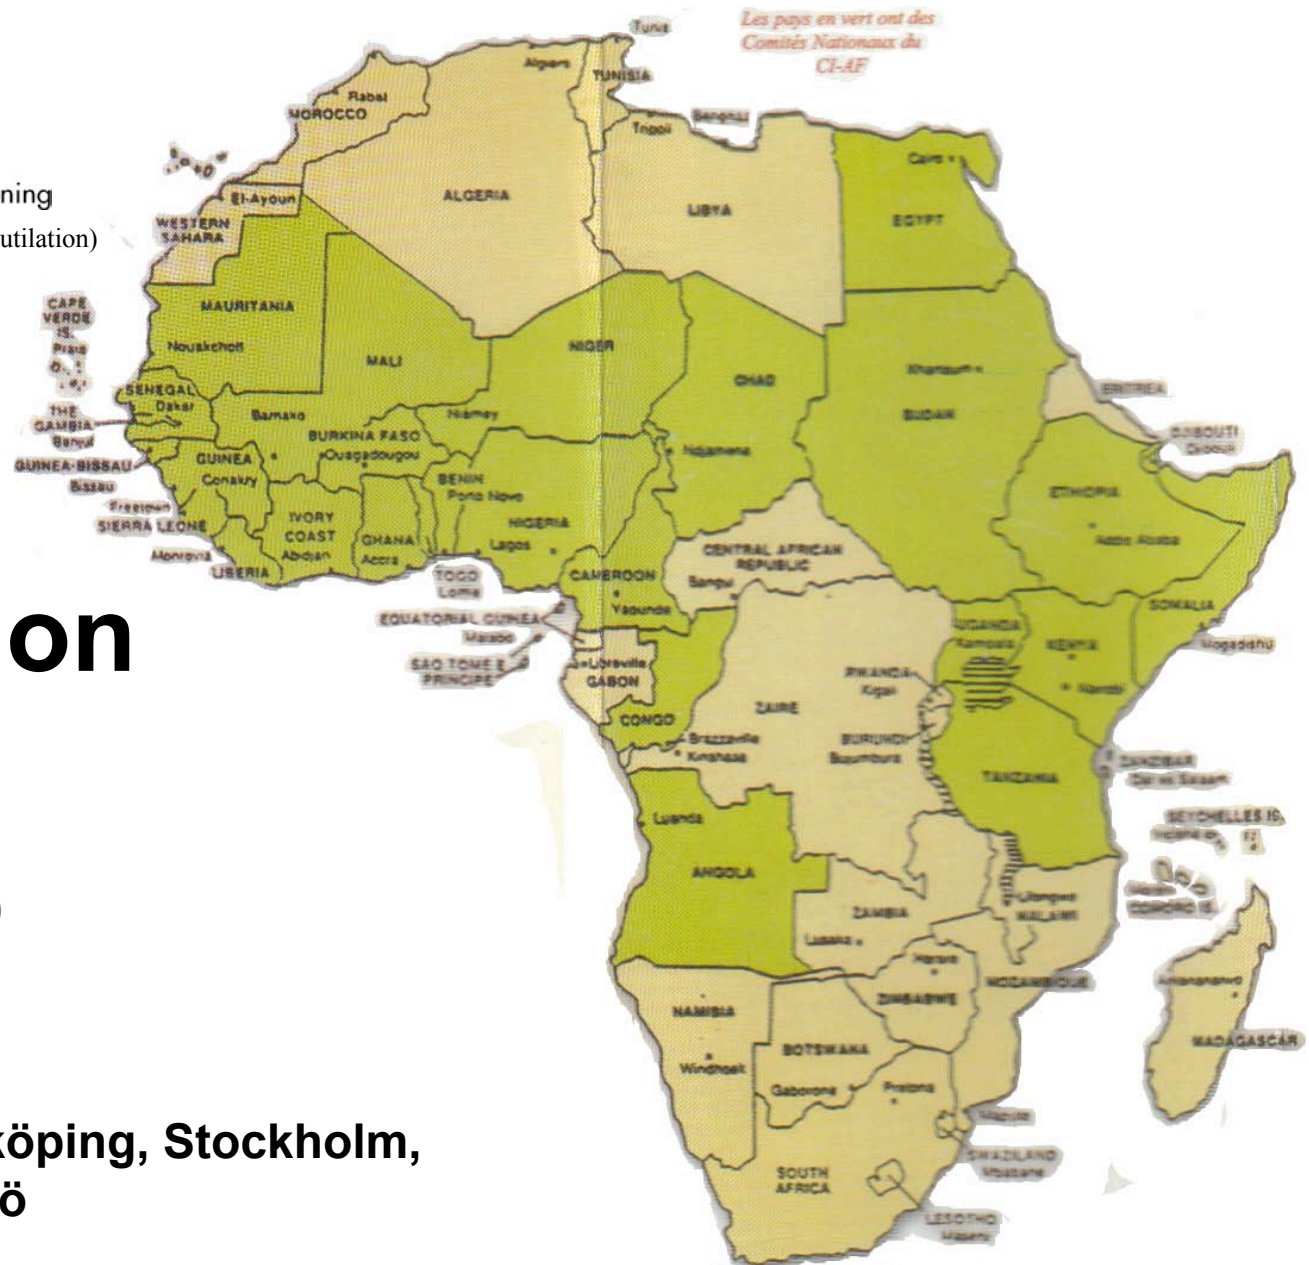 Les pays en vert ont des
Comités Nationaux du
CI-AF
ning
utilation)
on
)
köping, Stockholm,
ö
Tunis
Algiers
TUNISIA
Rabat
MOROCCO
Tripoli
Benghazi
Cairo
El-Ayoun
ALGERIA
LIBYA
EGYPT
WESTERN
SAHARA
CAPE
VERDE
IS.
Praia
MAURITANIA
Nouakchott
MALI
NIGER
CHAD
Khartoum
SUDAN
ERITREA
SENEGAL
Dakar
THE
GAMBIA
Banjul
Bamako
Niamey
BURKINA FASO
Ouagadougou
Ndjamena
DJIBOUTI
Djibouti
GUINEA-BISSAU
Bissau
GUINEA
Conakry
BENIN
Porto Novo
ETHIOPIA
Addis Ababa
Freetown
SIERRA LEONE
IVORY
COAST
Abidjan
GHANA
Accra
NIGERIA
Lagos
Monrovia
LIBERIA
TOGO
Lome
CAMEROON
Yaounde
CENTRAL AFRICAN
REPUBLIC
Bangui
EQUATORIAL GUINEA
Malabo
SAO TOME E
PRINCIPE
Libreville
GABON
UGANDA
Kampala
KENYA
Nairobi
SOMALIA
Mogadishu
RWANDA
Kigali
CONGO
ZAIRE
Brazzaville
Kinshasa
BURUNDI
Bujumbura
TANZANIA
ZANZIBAR
Dar es Salaam
Luanda
SEYCHELLES IS.
ANGOLA
ZAMBIA
Lusaka
Lilongwe
MALAWI
COMORO IS.
Harare
ZIMBABWE
MOZAMBIQUE
Antananarivo
MADAGASCAR
NAMIBIA
Windhoek
BOTSWANA
Gaborone
Pretoria
Maputo
SWAZILAND
Mbabane
SOUTH
AFRICA
LESOTHO
Maseru